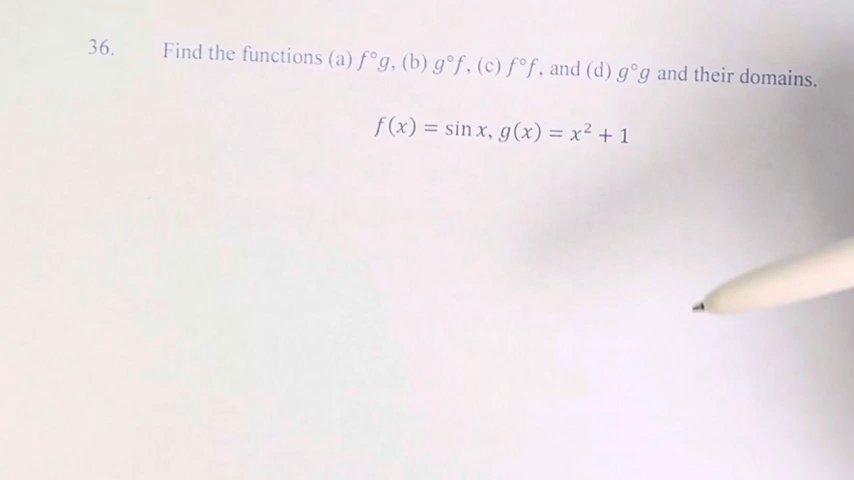 36. Find the functions (a) f°g, (b) g°f, (c) f°f, and (d) g°g and their domains.
f(x) = sin x, g(x) = x² + 1